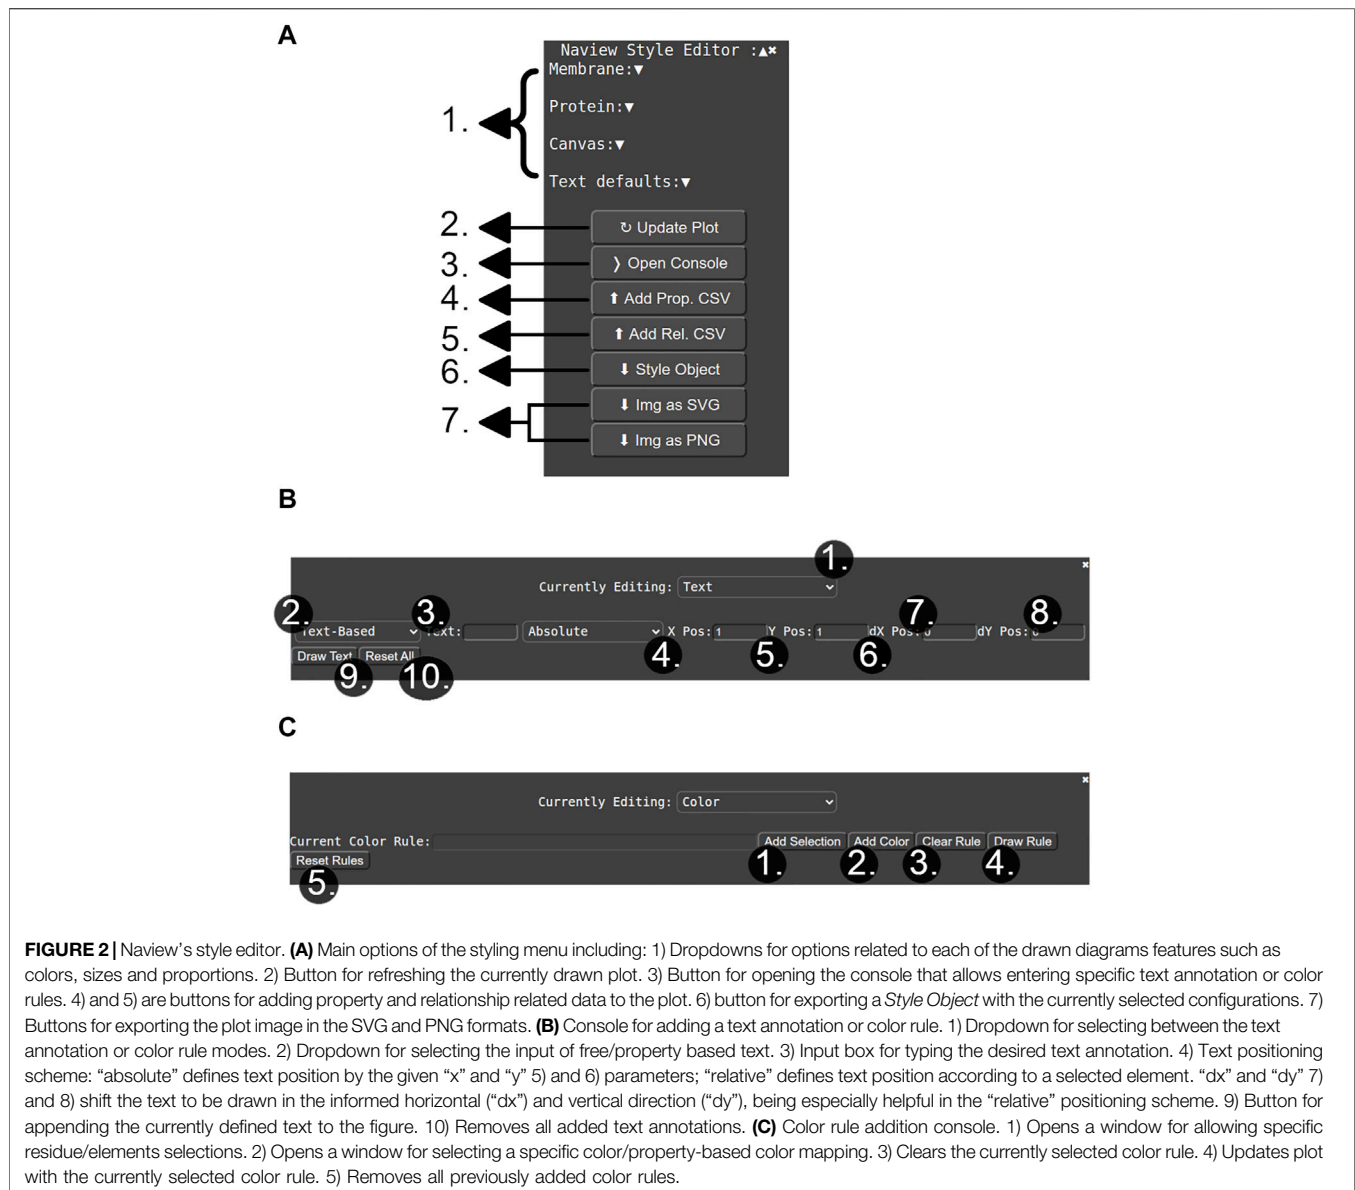 A
Naview Style Editor :▲✖
Membrane:▼
1.
Protein:▼
Canvas:▼
Text defaults:▼
2. ↻ Update Plot
3. ❭ Open Console
4. ⬆ Add Prop. CSV
5. ⬆ Add Rel. CSV
6. ⬇ Style Object
7. ⬇ Img as SVG
⬇ Img as PNG
B
1.
✖
Currently Editing: Text
2. 3. 7. 8.
Text-Based Text: Absolute X Pos: 1 Y Pos: 1 dX Pos: 0 dY Pos: 0
4. 5. 6.
Draw Text Reset All
9. 10.
C
✖
Currently Editing: Color
Current Color Rule: Add Selection Add Color Clear Rule Draw Rule
1. 2. 3. 4.
Reset Rules
5.
FIGURE 2 | Naview's style editor. (A) Main options of the styling menu including: 1) Dropdowns for options related to each of the drawn diagrams features such as
colors, sizes and proportions. 2) Button for refreshing the currently drawn plot. 3) Button for opening the console that allows entering specific text annotation or color
rules. 4) and 5) are buttons for adding property and relationship related data to the plot. 6) button for exporting a Style Object with the currently selected configurations. 7)
Buttons for exporting the plot image in the SVG and PNG formats. (B) Console for adding a text annotation or color rule. 1) Dropdown for selecting between the text
annotation or color rule modes. 2) Dropdown for selecting the input of free/property based text. 3) Input box for typing the desired text annotation. 4) Text positioning
scheme: "absolute" defines text position by the given "x" and "y" 5) and 6) parameters; "relative" defines text position according to a selected element. "dx" and "dy" 7)
and 8) shift the text to be drawn in the informed horizontal ("dx") and vertical direction ("dy"), being especially helpful in the "relative" positioning scheme. 9) Button for
appending the currently defined text to the figure. 10) Removes all added text annotations. (C) Color rule addition console. 1) Opens a window for allowing specific
residue/elements selections. 2) Opens a window for selecting a specific color/property-based color mapping. 3) Clears the currently selected color rule. 4) Updates plot
with the currently selected color rule. 5) Removes all previously added color rules.